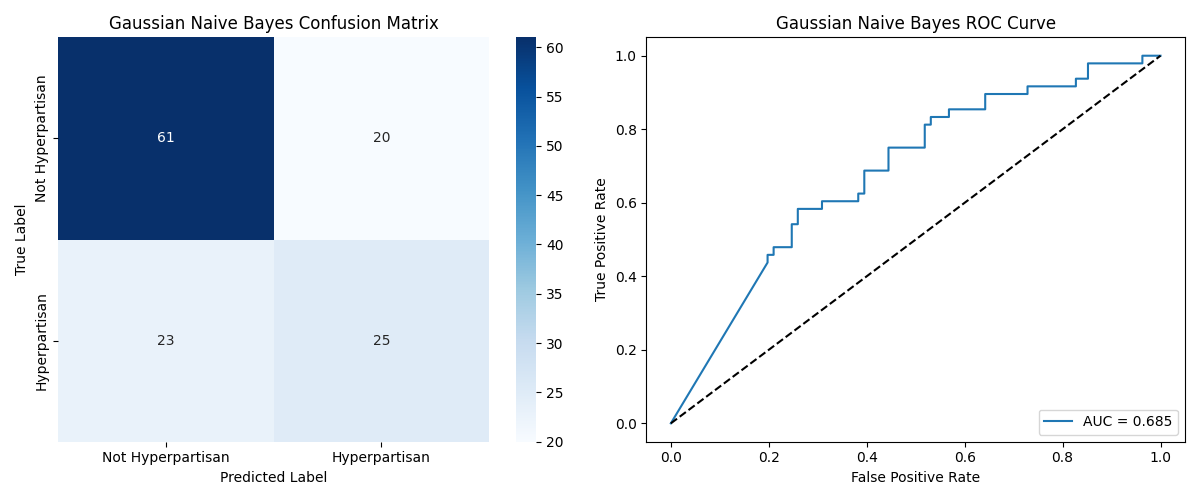 Gaussian Naive Bayes Confusion Matrix
True Label
Not Hyperpartisan
Hyperpartisan
61
20
23
25
Not Hyperpartisan
Hyperpartisan
Predicted Label
60
55
50
45
40
35
30
25
20
Gaussian Naive Bayes ROC Curve
True Positive Rate
1.0
0.8
0.6
0.4
0.2
0.0
0.0
0.2
0.4
0.6
0.8
1.0
False Positive Rate
AUC = 0.685